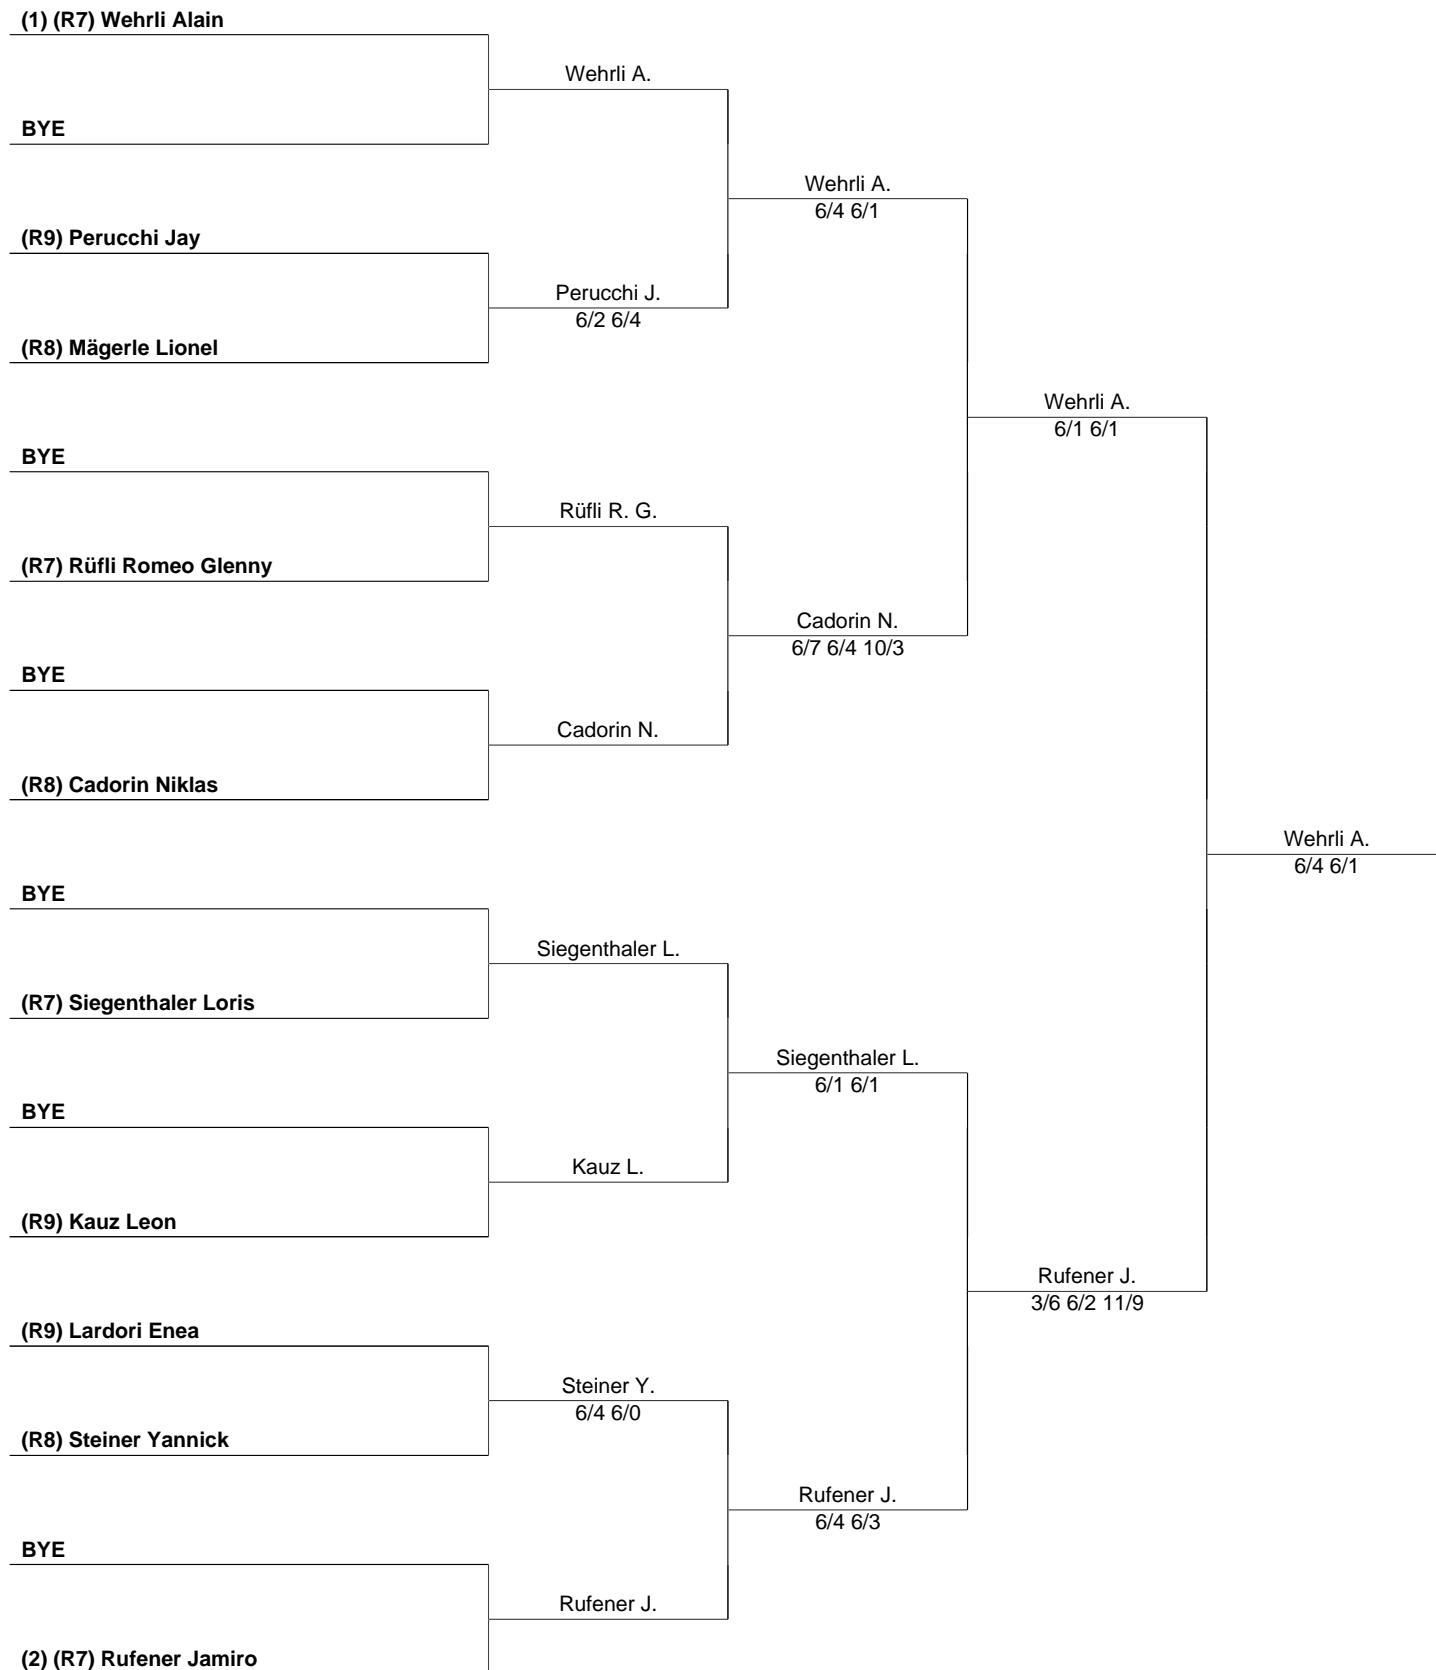 (1) (R7) Wehrli Alain
Wehrli A.
BYE
Wehrli A.
6/4 6/1
(R9) Perucchi Jay
Perucchi J.
6/2 6/4
(R8) Mägerle Lionel
Wehrli A.
6/1 6/1
BYE
Rüfli R. G.
(R7) Rüfli Romeo Glenny
Cadorin N.
6/7 6/4 10/3
BYE
Cadorin N.
(R8) Cadorin Niklas
Wehrli A.
6/4 6/1
BYE
Siegenthaler L.
(R7) Siegenthaler Loris
Siegenthaler L.
6/1 6/1
BYE
Kauz L.
(R9) Kauz Leon
Rufener J.
3/6 6/2 11/9
(R9) Lardori Enea
Steiner Y.
6/4 6/0
(R8) Steiner Yannick
Rufener J.
6/4 6/3
BYE
Rufener J.
(2) (R7) Rufener Jamiro